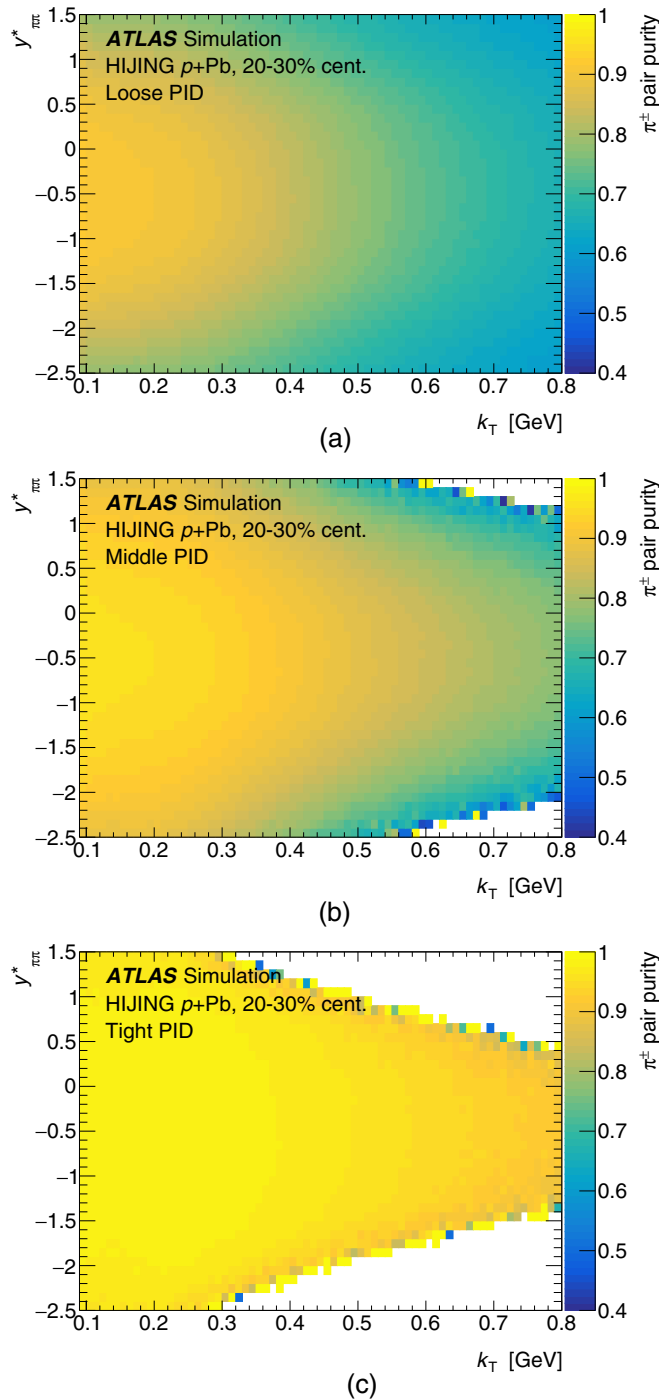 y*ππ
ATLAS Simulation
HIJING p+Pb, 20-30% cent.
Loose PID
1.5
1
0.5
0
−0.5
−1
−1.5
−2
−2.5
0.1 0.2 0.3 0.4 0.5 0.6 0.7 0.8
kT [GeV]
1
0.9
0.8
0.7
0.6
0.5
0.4
π± pair purity
(a)
y*ππ
ATLAS Simulation
HIJING p+Pb, 20-30% cent.
Middle PID
1.5
1
0.5
0
−0.5
−1
−1.5
−2
−2.5
0.1 0.2 0.3 0.4 0.5 0.6 0.7 0.8
kT [GeV]
1
0.9
0.8
0.7
0.6
0.5
0.4
π± pair purity
(b)
y*ππ
ATLAS Simulation
HIJING p+Pb, 20-30% cent.
Tight PID
1.5
1
0.5
0
−0.5
−1
−1.5
−2
−2.5
0.1 0.2 0.3 0.4 0.5 0.6 0.7 0.8
kT [GeV]
1
0.9
0.8
0.7
0.6
0.5
0.4
π± pair purity
(c)